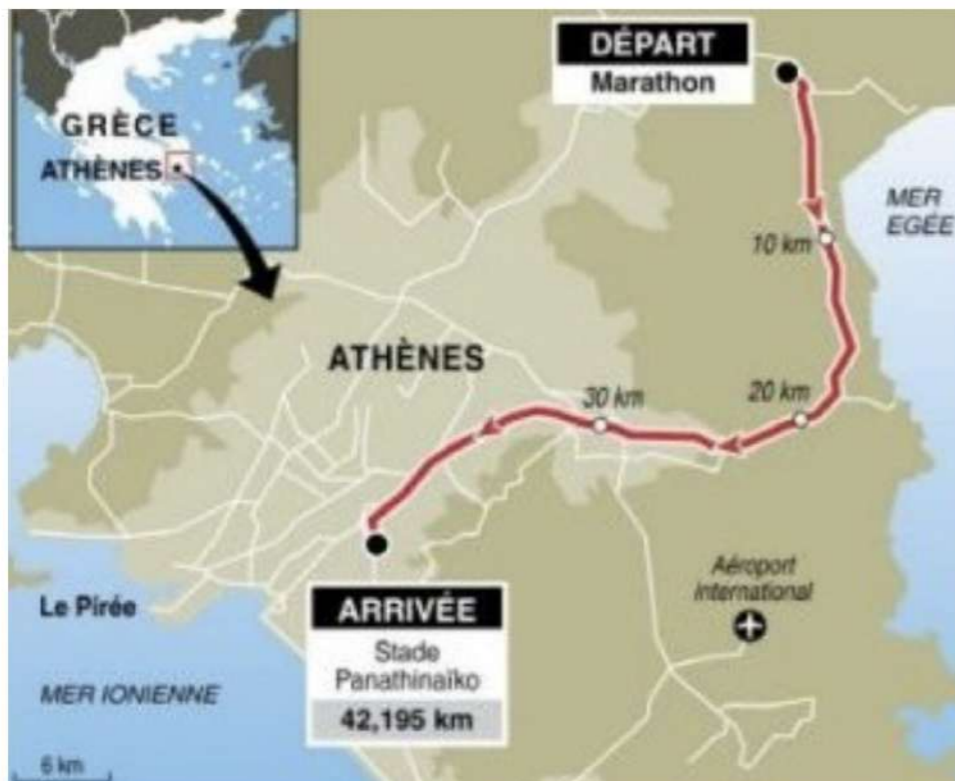 DÉPART
Marathon
GRÈCE
ATHÈNES
MER
EGÉE
10 km
ATHÈNES
30 km
20 km
Aéroport
international
Le Pirée
ARRIVÉE
Stade
Panathinaïko
42,195 km
MER IONIENNE
6 km